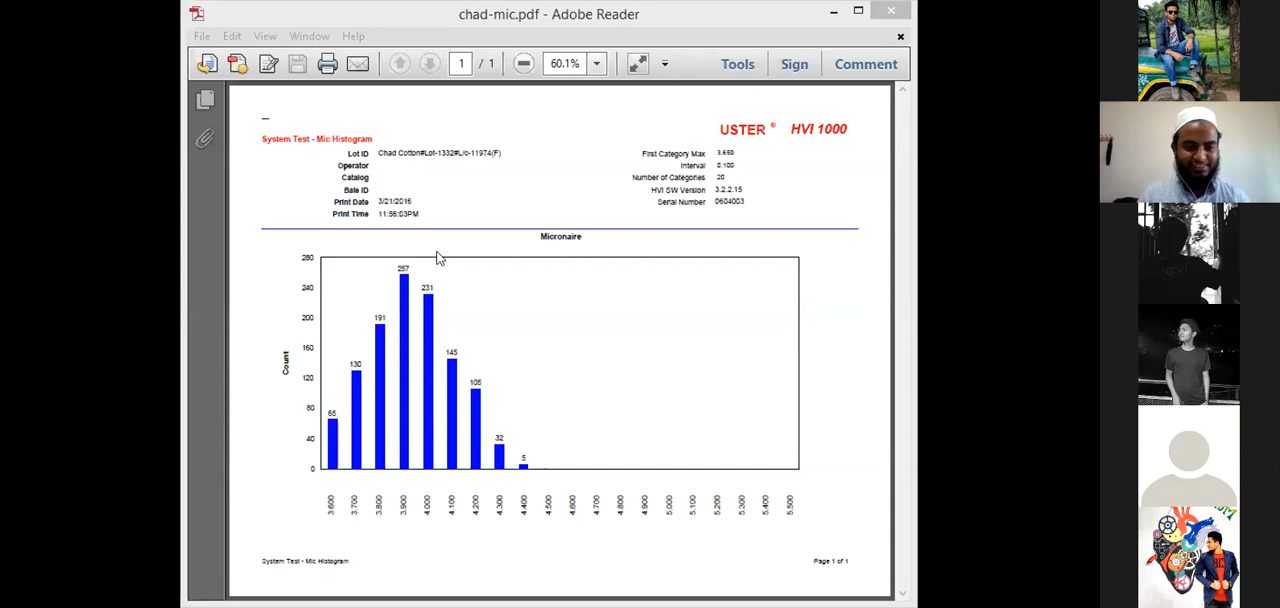 chad-mic.pdf - Adobe Reader
File Edit View Window Help
1 / 1 60.1% Tools Sign Comment
USTER ® HVI 1000
System Test - Mic Histogram
Lot ID Chad Cotton#Lot-1332#L/c-11974(F) First Category Max 3.650
Operator Interval 0.100
Catalog Number of Categories 20
Bale ID HVI SW Version 3.2.2.15
Print Date 3/21/2016 Serial Number 0604003
Print Time 11:56:03PM
Micronaire
280
257
240
231
200
191
160
145
130
120
105
80
65
40
32
5
0
Count
3.600 3.700 3.800 3.900 4.000 4.100 4.200 4.300 4.400 4.500 4.600 4.700 4.800 4.900 5.000 5.100 5.200 5.300 5.400 5.500
System Test - Mic Histogram Page 1 of 1